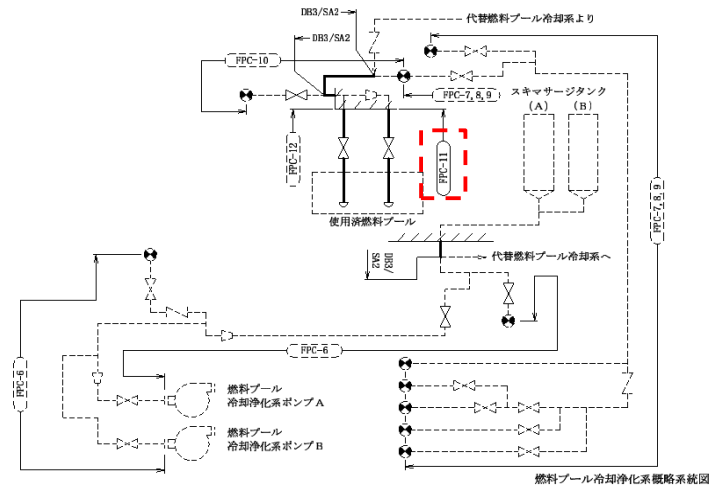 DB3/SA2
代替燃料プール冷却系より
DB3/SA2
FPC-10
FPC-7,8,9
スキマサージタンク
(A) (B)
FPC-12
FPC-11
FPC-7,8,9
使用済燃料プール
代替燃料プール冷却系へ
DB3/
SA2
FPC-6
FPC-6
燃料プール
冷却浄化系ポンプA
燃料プール
冷却浄化系ポンプB
燃料プール冷却浄化系概略系統図